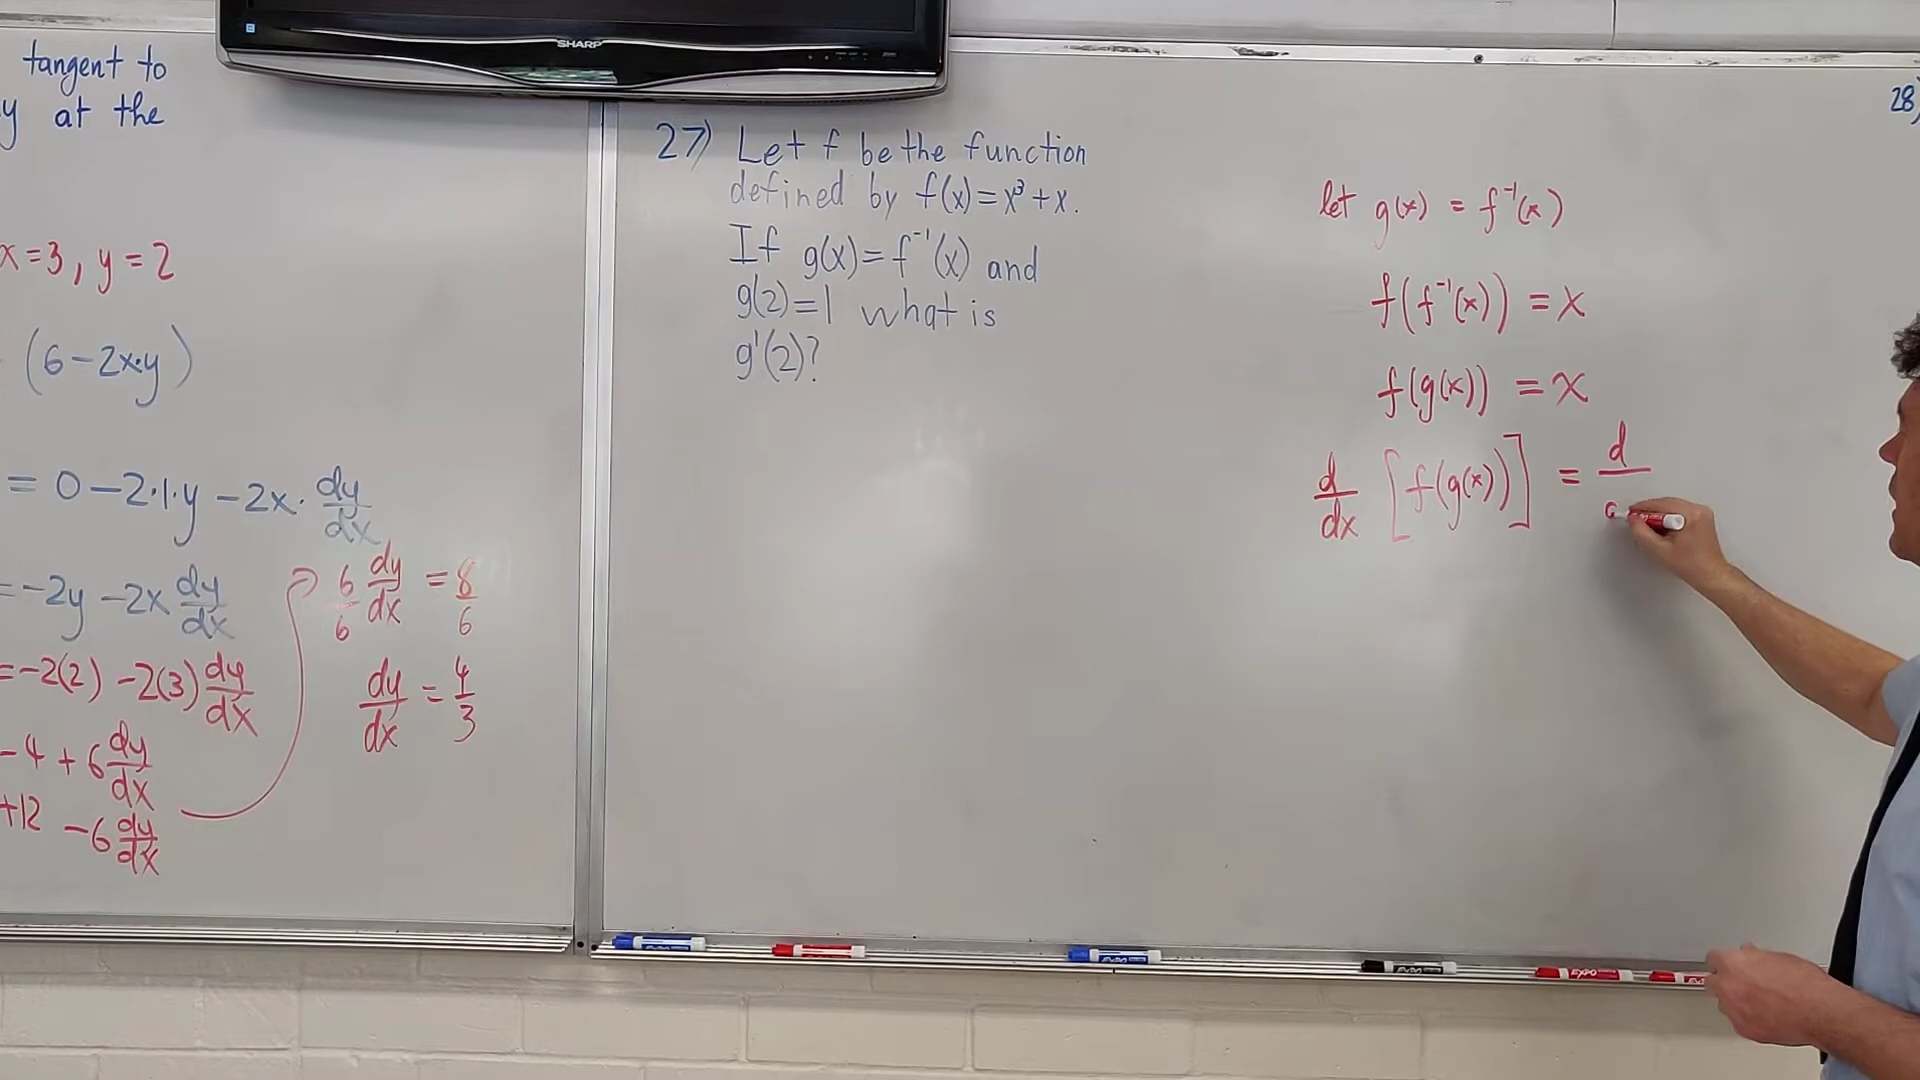 SHARP
tangent to
y at the
x=3, y=2
(6-2x·y)
= 0-2·1·y -2x· dy/dx
=-2y -2x dy/dx
=-2(2) -2(3) dy/dx
-4 + 6 dy/dx
+12 -6 dy/dx
6/6 dy/dx = 8/6
dy/dx = 4/3
27) Let f be the function
defined by f(x)=x³+x.
If g(x)=f⁻¹(x) and
g(2)=1 what is
g'(2)?
let g(x) = f⁻¹(x)
f(f⁻¹(x)) = x
f(g(x)) = x
d/dx [f(g(x))] = d
28)
EXPO
EXPO
EXPO